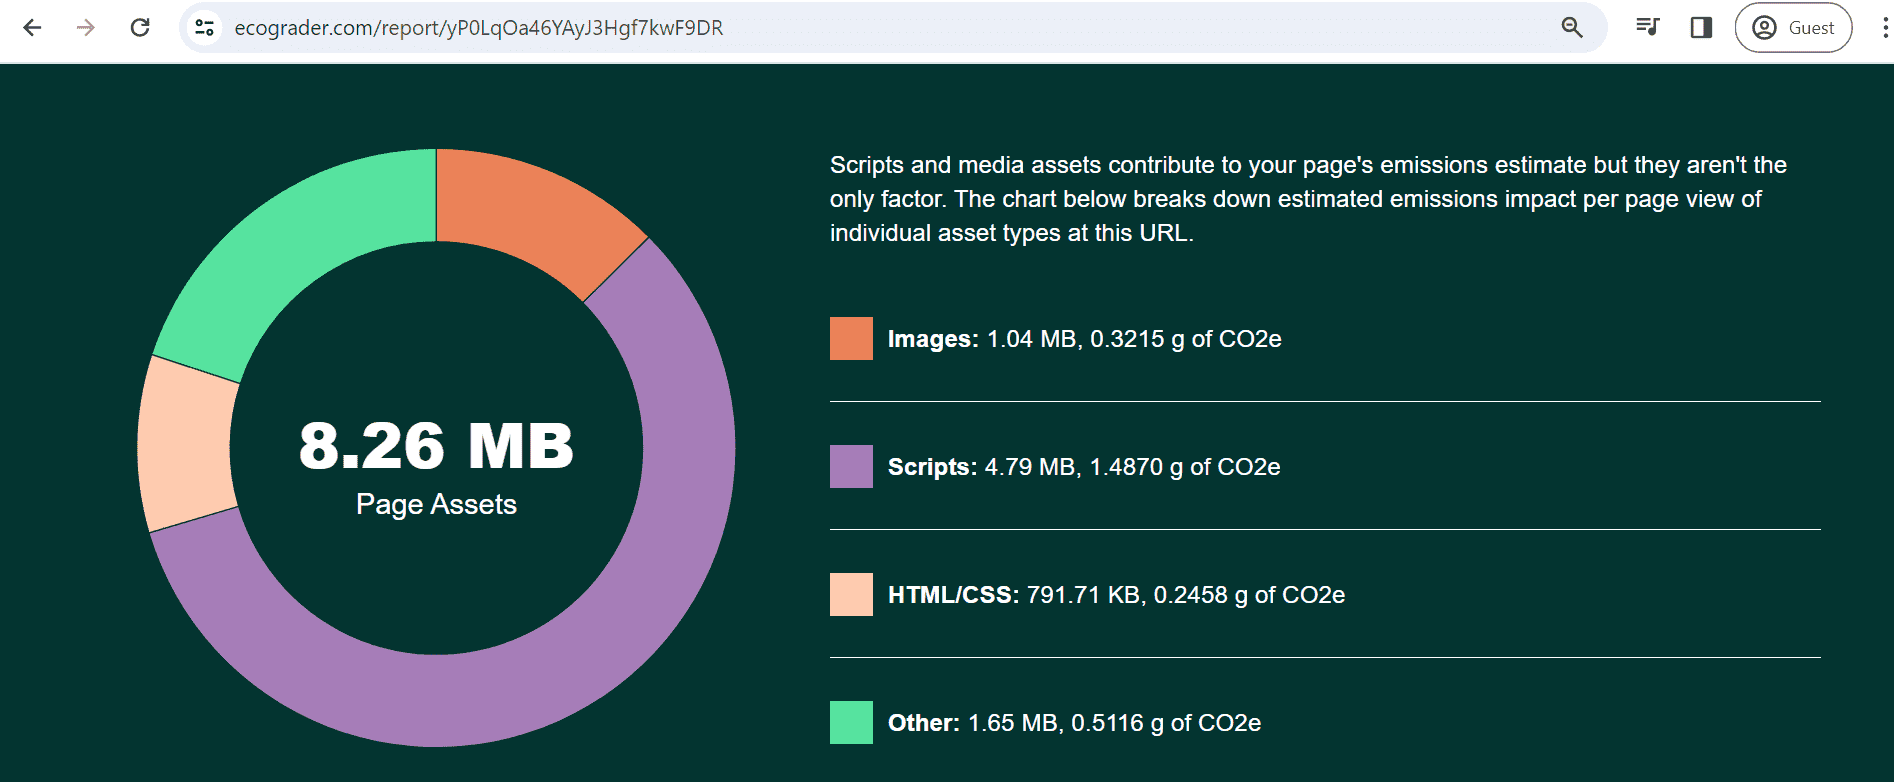 ecograder.com/report/yP0LqOa46YAyJ3Hgf7kwF9DR
Guest
8.26 MB
Page Assets
Scripts and media assets contribute to your page's emissions estimate but they aren't the
only factor. The chart below breaks down estimated emissions impact per page view of
individual asset types at this URL.
Images: 1.04 MB, 0.3215 g of CO2e
Scripts: 4.79 MB, 1.4870 g of CO2e
HTML/CSS: 791.71 KB, 0.2458 g of CO2e
Other: 1.65 MB, 0.5116 g of CO2e